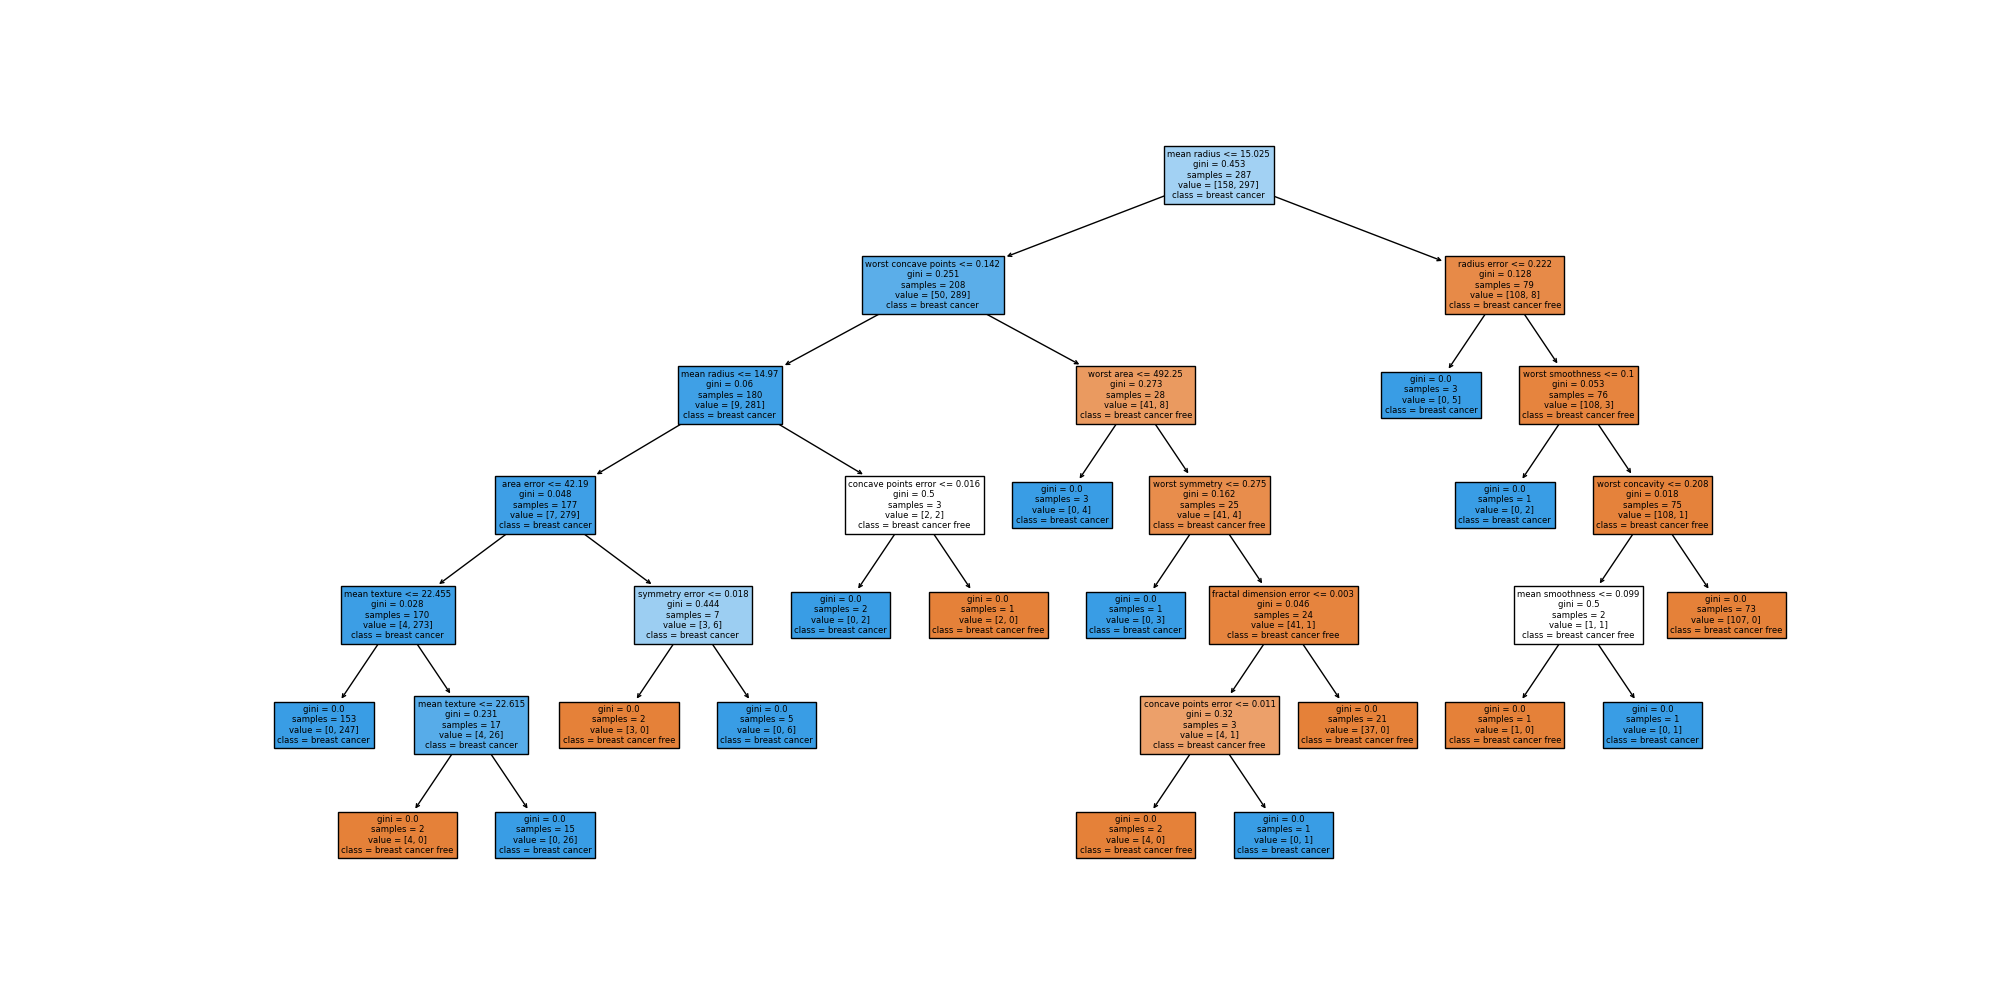 mean radius <= 15.025
gini = 0.453
samples = 287
value = [158, 297]
class = breast cancer
worst concave points <= 0.142
gini = 0.251
samples = 208
value = [50, 289]
class = breast cancer
radius error <= 0.222
gini = 0.128
samples = 79
value = [108, 8]
class = breast cancer free
mean radius <= 14.97
gini = 0.06
samples = 180
value = [9, 281]
class = breast cancer
worst area <= 492.25
gini = 0.273
samples = 28
value = [41, 8]
class = breast cancer free
gini = 0.0
samples = 3
value = [0, 5]
class = breast cancer
worst smoothness <= 0.1
gini = 0.053
samples = 76
value = [108, 3]
class = breast cancer free
area error <= 42.19
gini = 0.048
samples = 177
value = [7, 279]
class = breast cancer
concave points error <= 0.016
gini = 0.5
samples = 3
value = [2, 2]
class = breast cancer free
gini = 0.0
samples = 3
value = [0, 4]
class = breast cancer
worst symmetry <= 0.275
gini = 0.162
samples = 25
value = [41, 4]
class = breast cancer free
gini = 0.0
samples = 1
value = [0, 2]
class = breast cancer
worst concavity <= 0.208
gini = 0.018
samples = 75
value = [108, 1]
class = breast cancer free
mean texture <= 22.455
gini = 0.028
samples = 170
value = [4, 273]
class = breast cancer
symmetry error <= 0.018
gini = 0.444
samples = 7
value = [3, 6]
class = breast cancer
gini = 0.0
samples = 2
value = [0, 2]
class = breast cancer
gini = 0.0
samples = 1
value = [2, 0]
class = breast cancer free
gini = 0.0
samples = 1
value = [0, 3]
class = breast cancer
fractal dimension error <= 0.003
gini = 0.046
samples = 24
value = [41, 1]
class = breast cancer free
mean smoothness <= 0.099
gini = 0.5
samples = 2
value = [1, 1]
class = breast cancer free
gini = 0.0
samples = 73
value = [107, 0]
class = breast cancer free
gini = 0.0
samples = 153
value = [0, 247]
class = breast cancer
mean texture <= 22.615
gini = 0.231
samples = 17
value = [4, 26]
class = breast cancer
gini = 0.0
samples = 2
value = [3, 0]
class = breast cancer free
gini = 0.0
samples = 5
value = [0, 6]
class = breast cancer
concave points error <= 0.011
gini = 0.32
samples = 3
value = [4, 1]
class = breast cancer free
gini = 0.0
samples = 21
value = [37, 0]
class = breast cancer free
gini = 0.0
samples = 1
value = [1, 0]
class = breast cancer free
gini = 0.0
samples = 1
value = [0, 1]
class = breast cancer
gini = 0.0
samples = 2
value = [4, 0]
class = breast cancer free
gini = 0.0
samples = 15
value = [0, 26]
class = breast cancer
gini = 0.0
samples = 2
value = [4, 0]
class = breast cancer free
gini = 0.0
samples = 1
value = [0, 1]
class = breast cancer